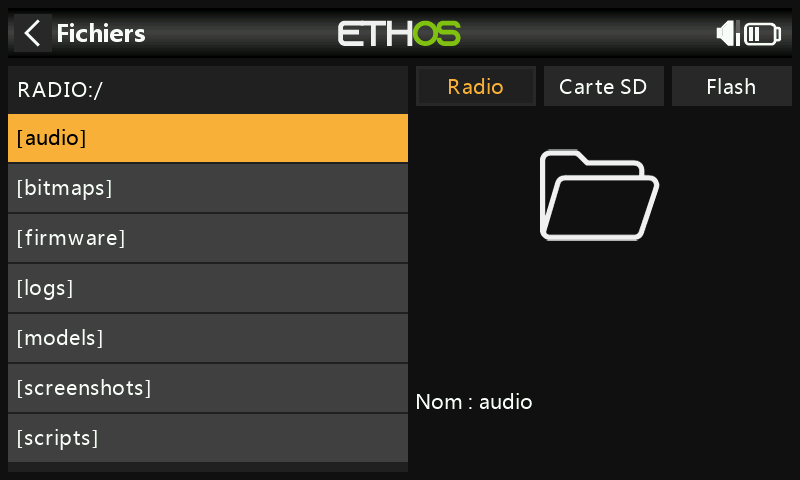 Fichiers
ETHOS
RADIO:/
[audio]
[bitmaps]
[firmware]
[logs]
[models]
[screenshots]
[scripts]
Radio
Carte SD
Flash
Nom : audio